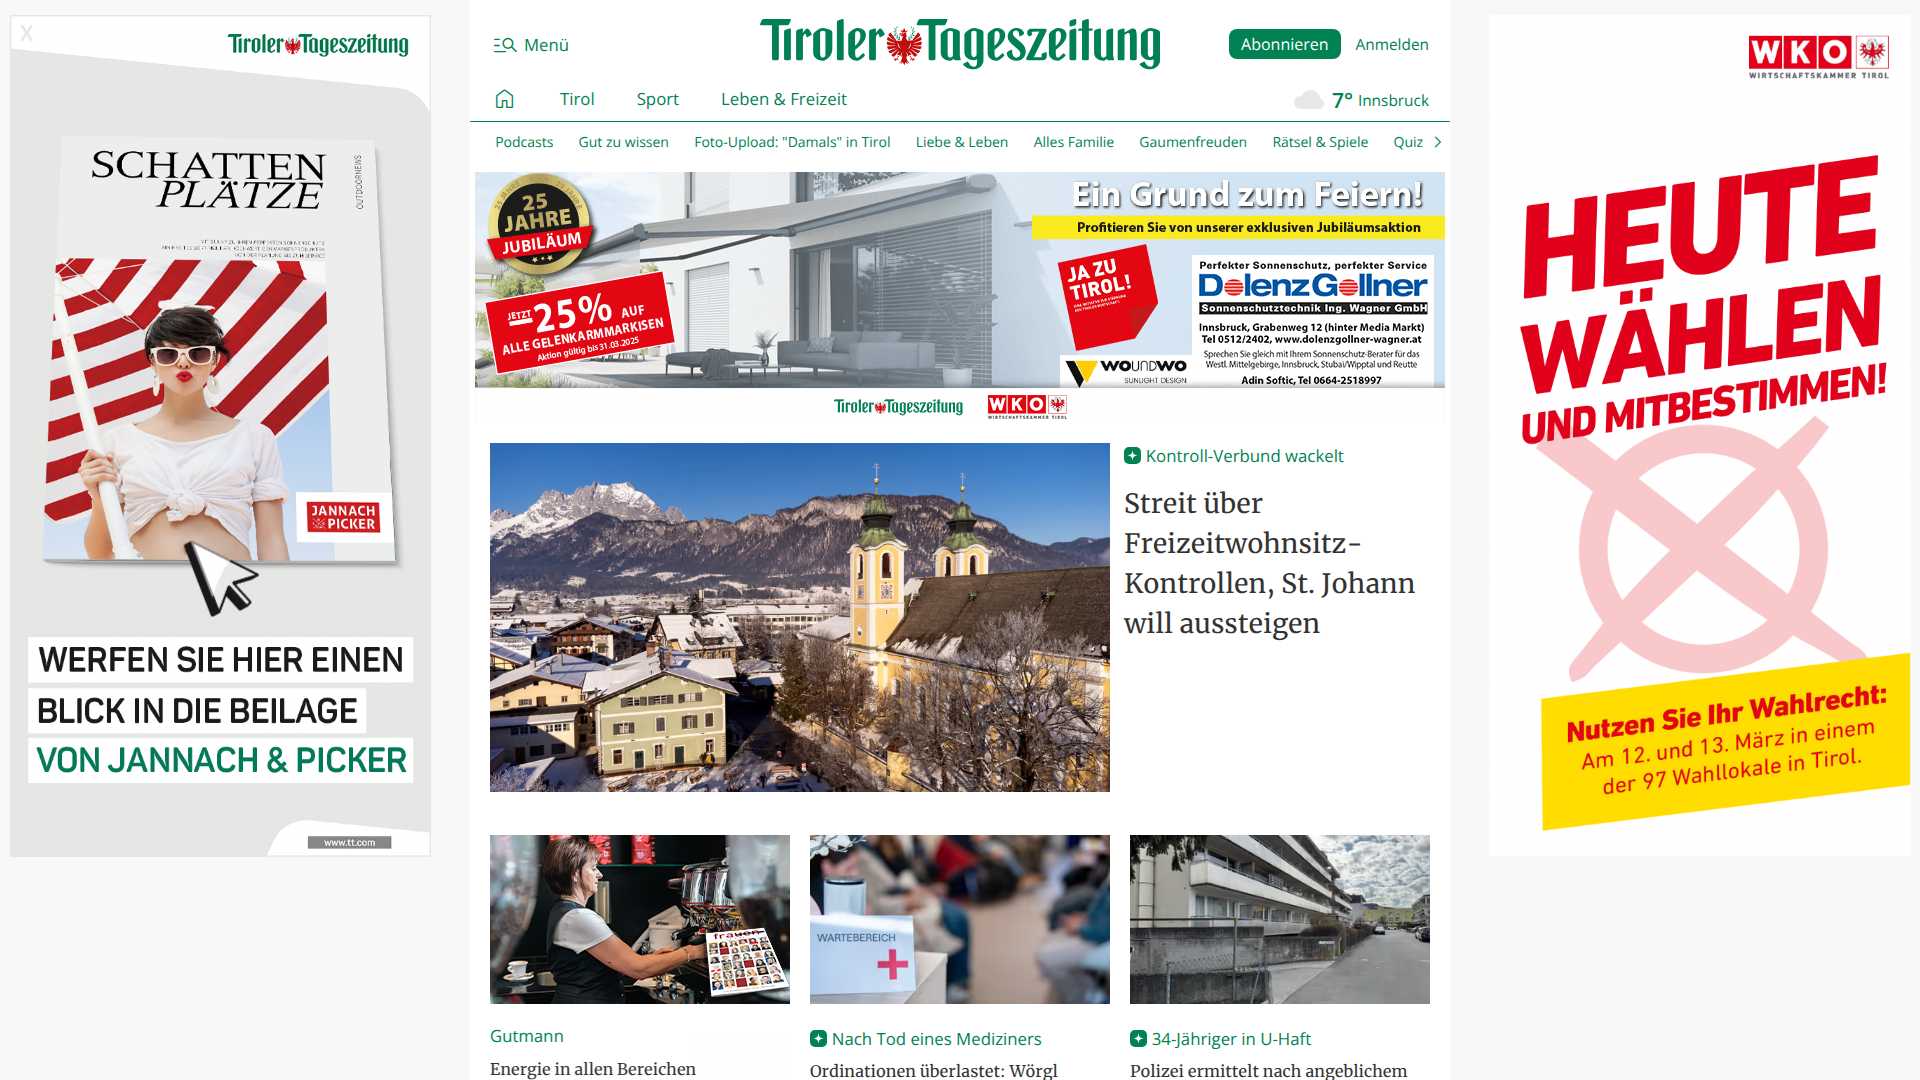 X
Tiroler Tageszeitung
SCHATTEN
PLÄTZE
OUTDOORNEWS
JANNACH
PICKER
WERFEN SIE HIER EINEN
BLICK IN DIE BEILAGE
VON JANNACH & PICKER
www.tt.com
Menü
Tiroler Tageszeitung
Abonnieren
Anmelden
Tirol
Sport
Leben & Freizeit
7° Innsbruck
Podcasts
Gut zu wissen
Foto-Upload: "Damals" in Tirol
Liebe & Leben
Alles Familie
Gaumenfreuden
Rätsel & Spiele
Quiz
25
JAHRE
JUBILÄUM
JETZT
-25% AUF
ALLE GELENKARMMARKISEN
Aktion gültig bis 31.03.2025
Ein Grund zum Feiern!
Profitieren Sie von unserer exklusiven Jubiläumsaktion
JA ZU
TIROL!
WOUNDWO
SUNLIGHT DESIGN
Perfekter Sonnenschutz, perfekter Service
Dolenz Gollner
Sonnenschutztechnik Ing. Wagner GmbH
Innsbruck, Grabenweg 12 (hinter Media Markt)
Tel 0512/2402, www.dolenzgollner-wagner.at
Sprechen Sie gleich mit Ihrem Sonnenschutz-Berater für das
Westl. Mittelgebirge, Innsbruck, Stubai/Wipptal und Reutte
Adin Softic, Tel 0664-2518997
Tiroler Tageszeitung
WKO
WIRTSCHAFTSKAMMER TIROL
Kontroll-Verbund wackelt
Streit über
Freizeitwohnsitz-
Kontrollen, St. Johann
will aussteigen
frauen
Gutmann
Energie in allen Bereichen
WARTEBEREICH
Nach Tod eines Mediziners
Ordinationen überlastet: Wörgl
34-Jähriger in U-Haft
Polizei ermittelt nach angeblichem
WKO
WIRTSCHAFTSKAMMER TIROL
HEUTE
WÄHLEN
UND MITBESTIMMEN!
Nutzen Sie Ihr Wahlrecht:
Am 12. und 13. März in einem
der 97 Wahllokale in Tirol.